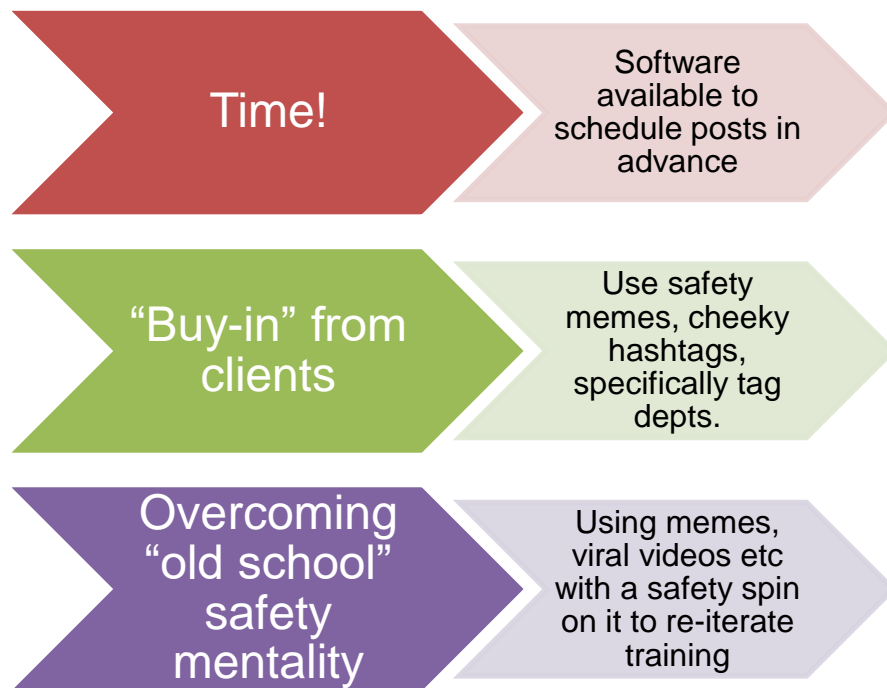 Time!
Software
available to
schedule posts in
advance
“Buy-in” from
clients
Use safety
memes, cheeky
hashtags,
specifically tag
depts.
Overcoming
“old school”
safety
mentality
Using memes,
viral videos etc
with a safety spin
on it to re-iterate
training